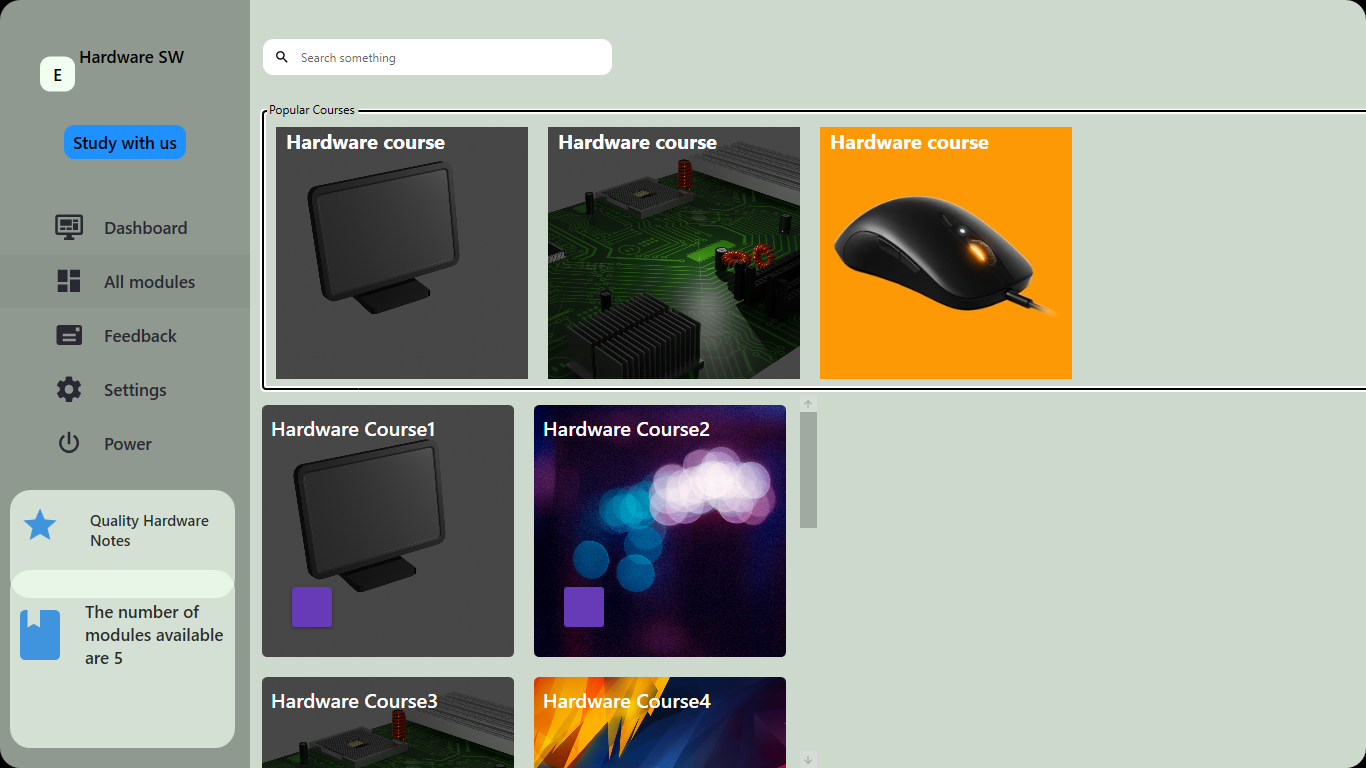 Hardware SW
E
Study with us
Dashboard
All modules
Feedback
Settings
Power
Quality Hardware
Notes
The number of
modules available
are 5
Search something
Popular Courses
Hardware course
Hardware course
Hardware course
Hardware Course1
Hardware Course2
Hardware Course3
Hardware Course4